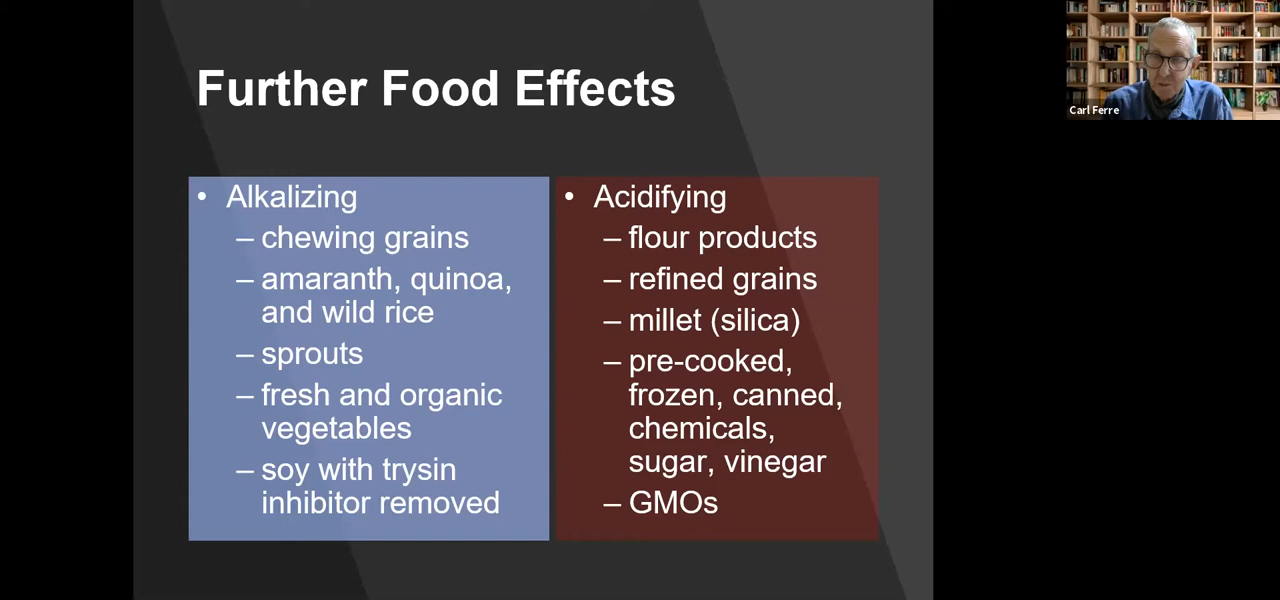 Further Food Effects
• Alkalizing
– chewing grains
– amaranth, quinoa,
and wild rice
– sprouts
– fresh and organic
vegetables
– soy with trysin
inhibitor removed
• Acidifying
– flour products
– refined grains
– millet (silica)
– pre-cooked,
frozen, canned,
chemicals,
sugar, vinegar
– GMOs
Carl Ferre